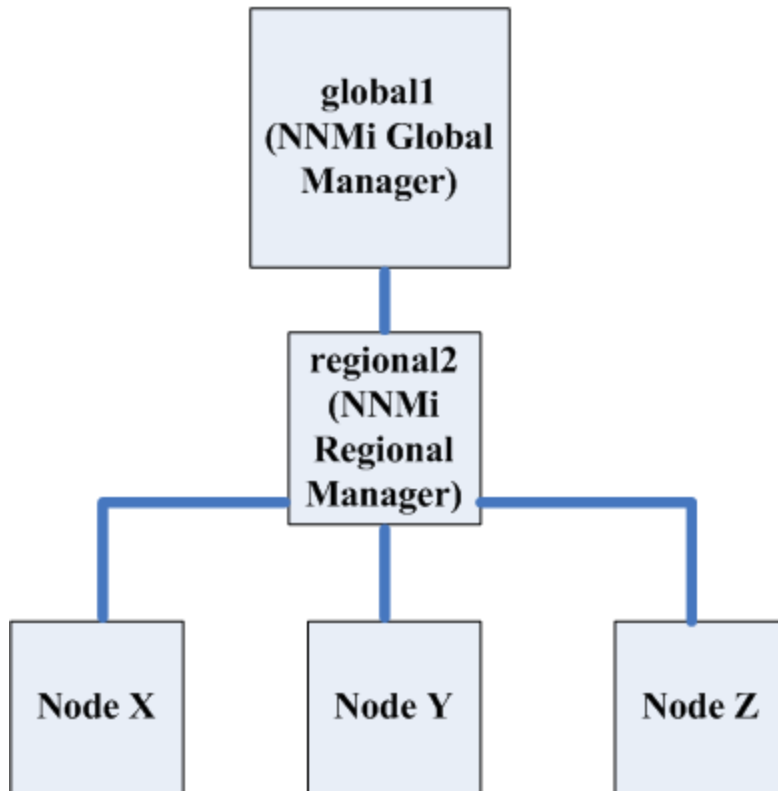 global1
(NNMi Global
Manager)
regional2
(NNMi
Regional
Manager)
Node X
Node Y
Node Z